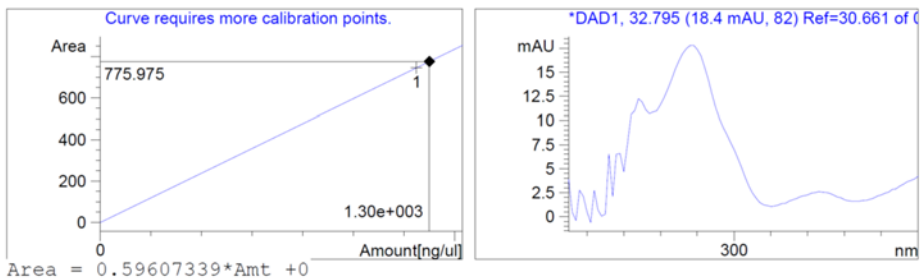 Curve requires more calibration points.
Area
775.975
1
600
400
200
0
1.30e+003
0
Amount[ng/ul]
Area = 0.59607339*Amt +0
*DAD1, 32.795 (18.4 mAU, 82) Ref=30.661 of
mAU
15
12.5
10
7.5
5
2.5
0
300
nm